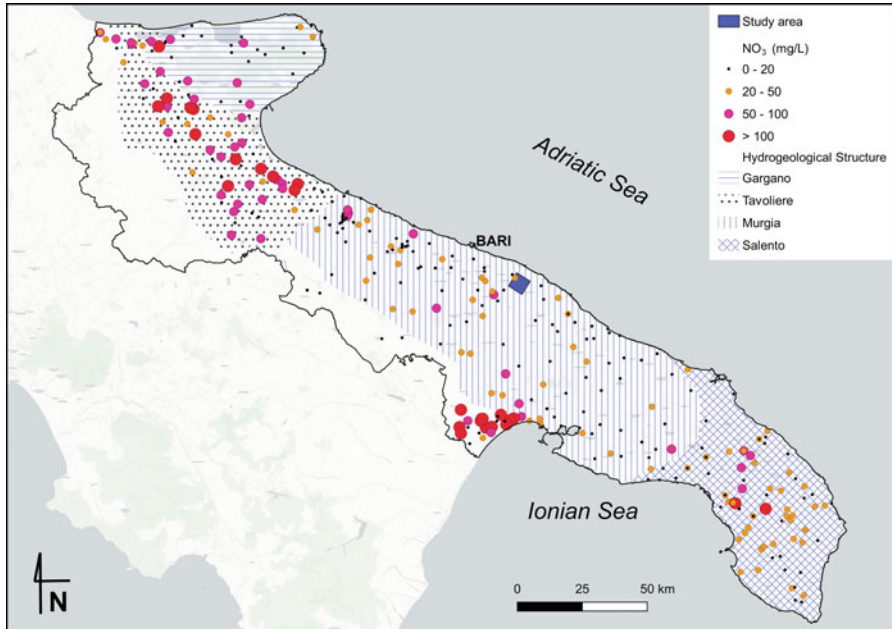 Study area
NO₃ (mg/L)
0 - 20
20 - 50
50 - 100
> 100
Hydrogeological Structure
Gargano
Tavoliere
Murgia
Salento
Adriatic Sea
BARI
Ionian Sea
N
0 25 50 km